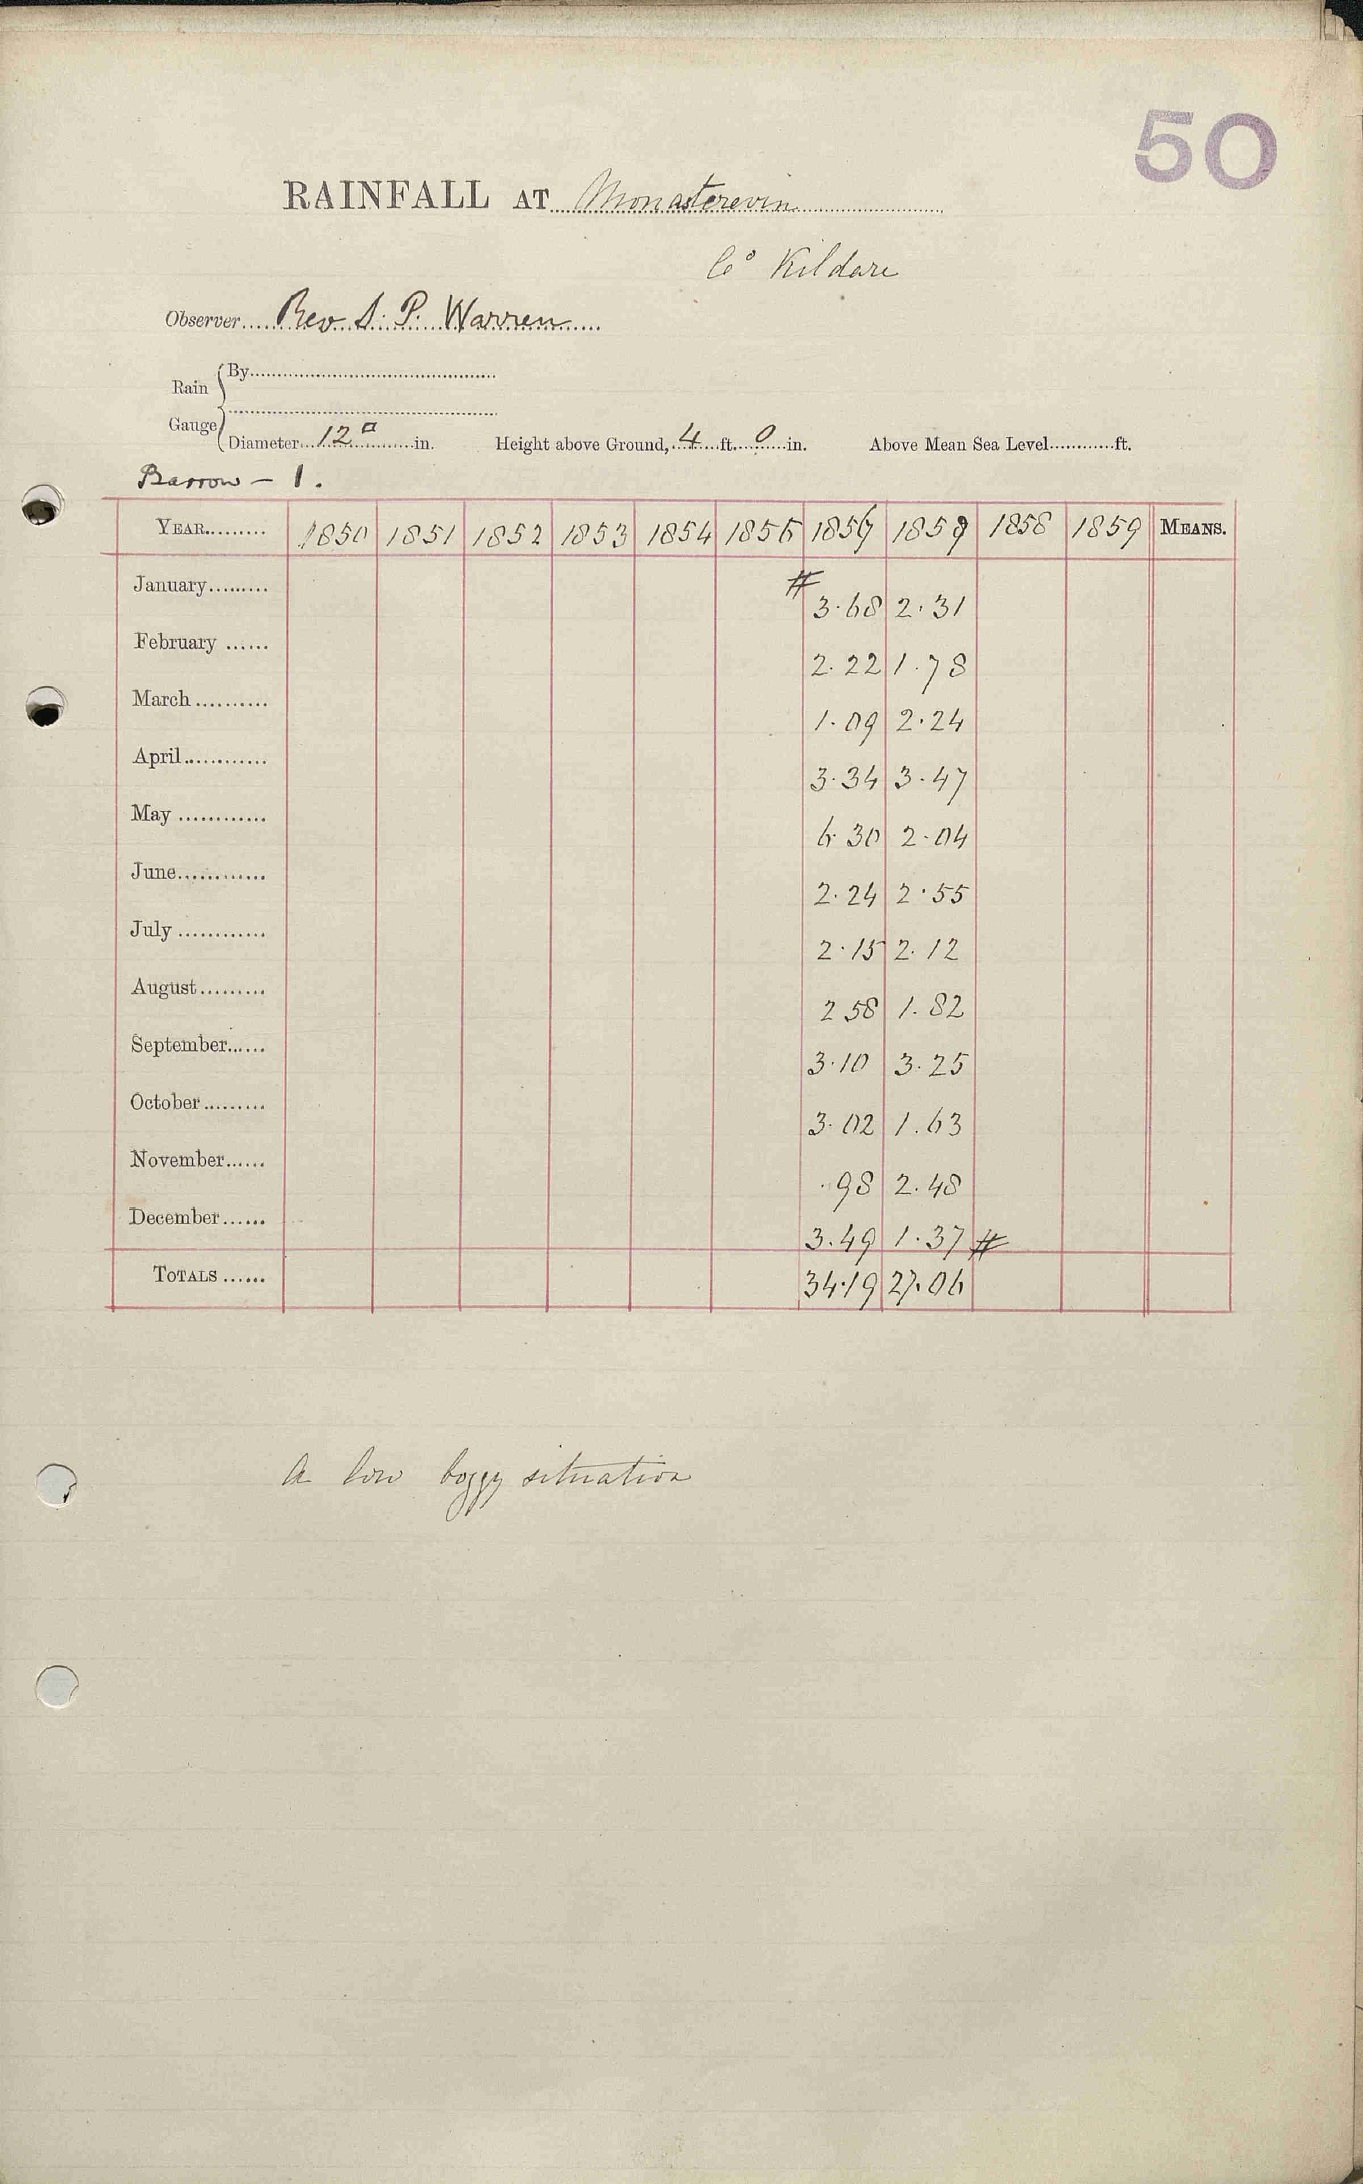 50
RAINFALL AT Monasterevin
Co Kildare
Observer Rev S. P. Warren
Rain Gauge
By
Diameter 12 □ in. Height above Ground, 4 ft. 0 in. Above Mean Sea Level ft.
Barrow - 1.
YEAR 1850 1851 1852 1853 1854 1855 1856 1857 1858 1859 MEANS.
January # 3.68 2.31
February 2.22 1.78
March 1.09 2.24
April 3.34 3.47
May 6 30 2.04
June 2.24 2.55
July 2.15 2.12
August 2 58 1.82
September 3.10 3.25
October 3.02 1.63
November .98 2.48
December 3.49 1.37 #
TOTALS 34.19 27.06
A low boggy situation